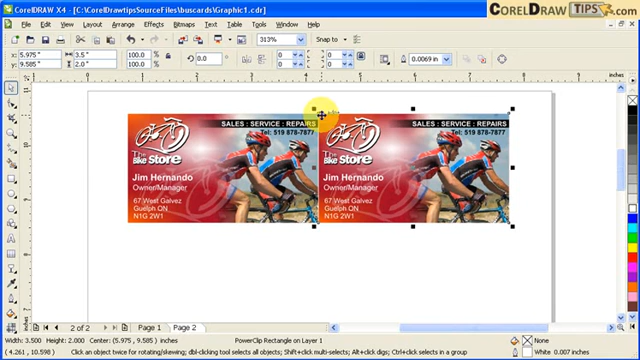 CorelDRAW X4 - [C:\CorelDrawtipsSourceFiles\buscards\Graphic1.cdr]
CORELDRAW TIPS.COM
File Edit View Layout Arrange Effects Bitmaps Text Table Tools Window Help
313% Snap to
x: 5.975 " 3.5 " 100.0 0.0 0 0 0.0069 in
y: 9.585 " 2.0 " 100.0 0 0
inches
SALES : SERVICE : REPAIRS
Tel: 519 878-7877
The
Bike Store
Jim Hernando
Owner/Manager
67 West Galvez
Guelph ON
N1G 2W1
SALES : SERVICE : REPAIRS
Tel: 519 878-7877
The
Bike Store
Jim Hernando
Owner/Manager
67 West Galvez
Guelph ON
N1G 2W1
2 of 2 Page 1 Page 2
Width: 3.500 Height: 2.000 Center: (5.975 , 9.585) inches PowerClip Rectangle on Layer 1 None
( 4.261 , 10.598 ) Click an object twice for rotating/skewing; dbl-clicking tool selects all objects; Shift+click multi-selects; Alt+click digs; Ctrl+click selects in a group White 0.007 inches